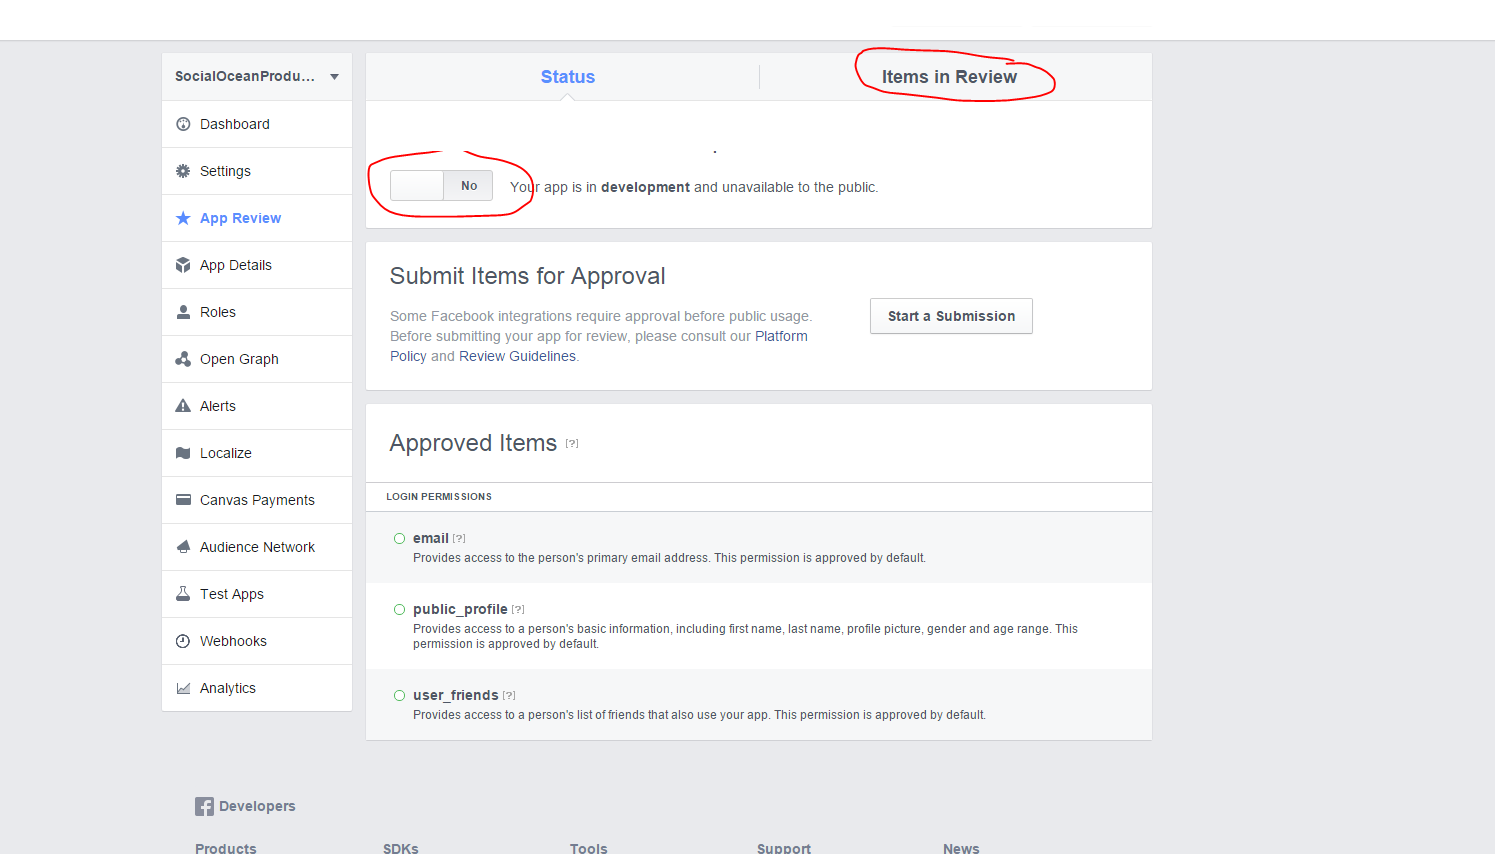 SocialOceanProdu...
Status
Items in Review
Dashboard
Settings
App Review
App Details
Roles
Open Graph
Alerts
Localize
Canvas Payments
Audience Network
Test Apps
Webhooks
Analytics
No
Your app is in development and unavailable to the public.
Submit Items for Approval
Some Facebook integrations require approval before public usage.
Before submitting your app for review, please consult our Platform
Policy and Review Guidelines.
Start a Submission
Approved Items [?]
LOGIN PERMISSIONS
email [?]
Provides access to the person's primary email address. This permission is approved by default.
public_profile [?]
Provides access to a person's basic information, including first name, last name, profile picture, gender and age range. This
permission is approved by default.
user_friends [?]
Provides access to a person's list of friends that also use your app. This permission is approved by default.
Developers
Products
SDKs
Tools
Support
News